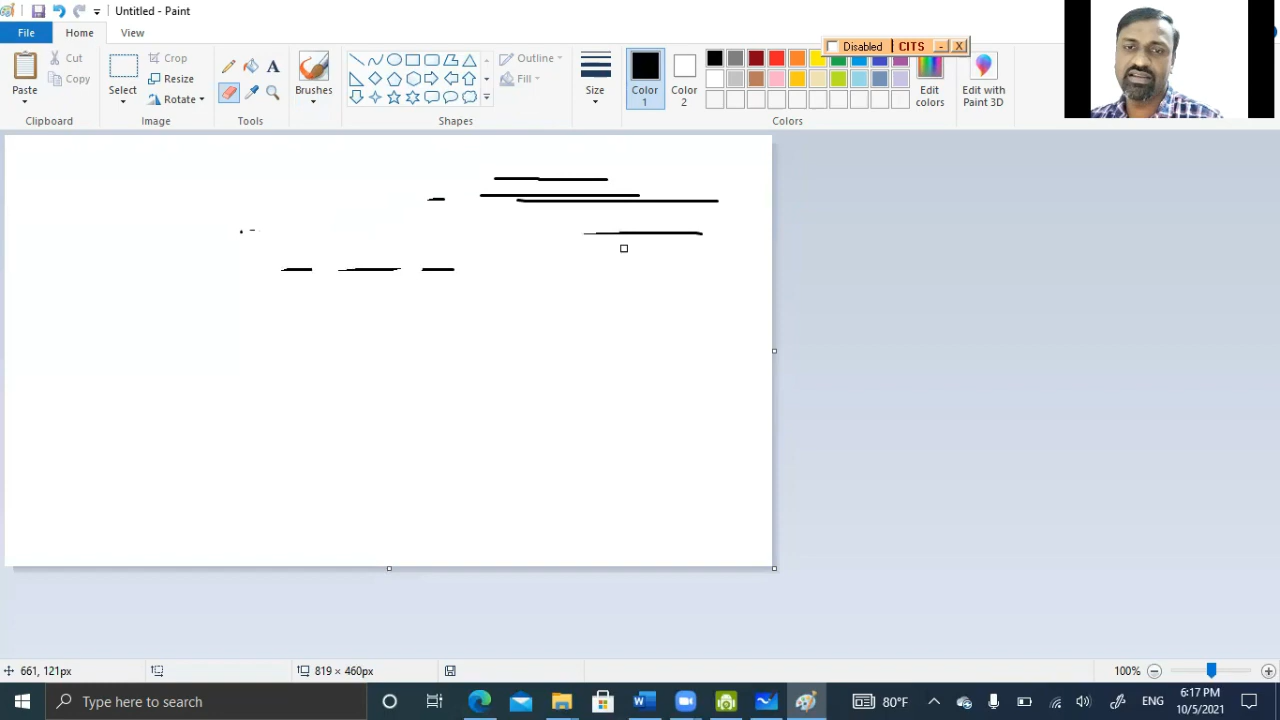 Untitled - Paint
File
Home
View
Disabled
CITS
- X
Paste
Cut
Copy
Clipboard
Select
Crop
Resize
Rotate
Image
A
Tools
Brushes
Shapes
Outline
Fill
Size
Color
1
Color
2
Colors
Edit
colors
Edit with
Paint 3D
661, 121px
819 × 460px
100%
Type here to search
W
80°F
ENG
6:17 PM
10/5/2021